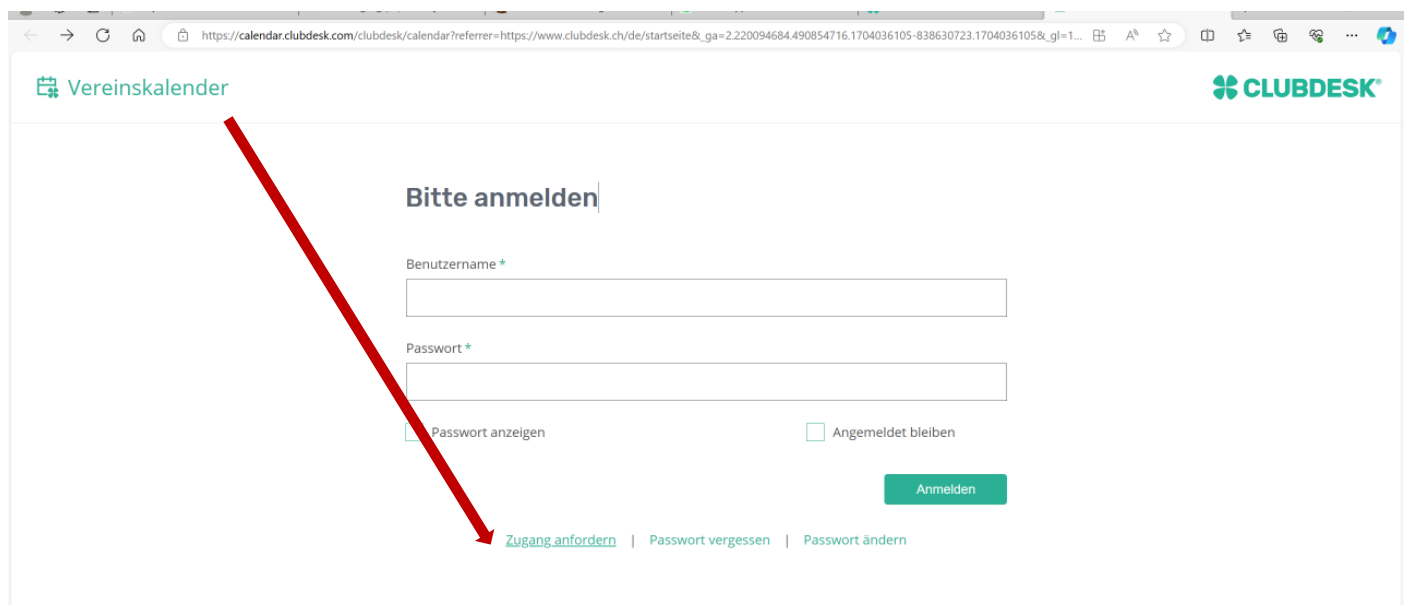 https://calendar.clubdesk.com/clubdesk/calendar?referrer=https://www.clubdesk.ch/de/startseite&_ga=2.220094684.490854716.1704036105-838630723.1704036105&_gl=1...
Vereinskalender
CLUBDESK®
Bitte anmelden
Benutzername *
Passwort *
Passwort anzeigen
Angemeldet bleiben
Anmelden
Zugang anfordern | Passwort vergessen | Passwort ändern